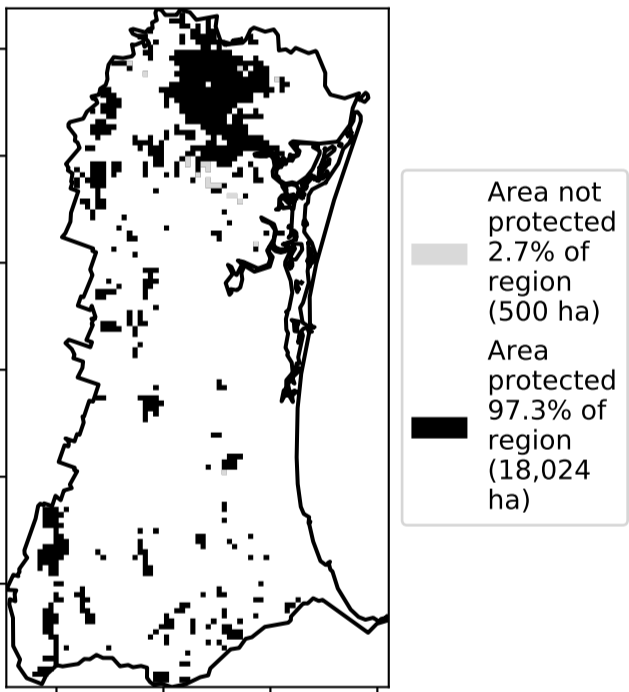 Area not
protected
2.7% of
region
(500 ha)
Area
protected
97.3% of
region
(18,024
ha)